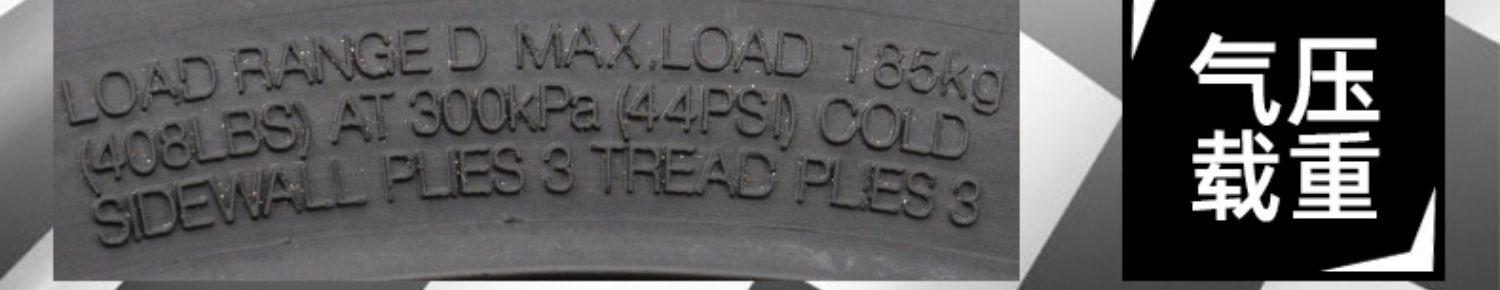 LOAD RANGE D MAX.LOAD 185kg
(408LBS) AT 300kPa (44PSI) COLD
SIDEWALL PLIES 3 TREAD PLIES 3
气压
载重